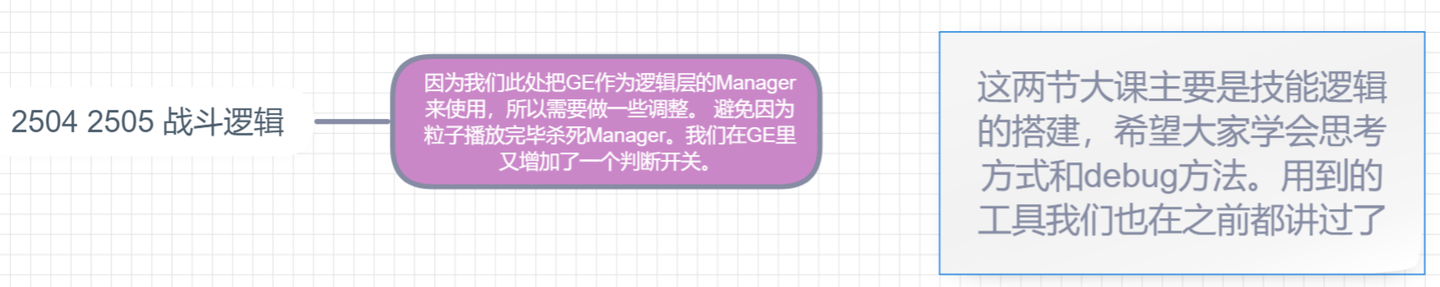 2504 2505 战斗逻辑
因为我们此处把GE作为逻辑层的Manager
来使用，所以需要做一些调整。 避免因为
粒子播放完毕杀死Manager。我们在GE里
又增加了一个判断开关。
这两节大课主要是技能逻辑
的搭建，希望大家学会思考
方式和debug方法。用到的
工具我们也在之前都讲过了